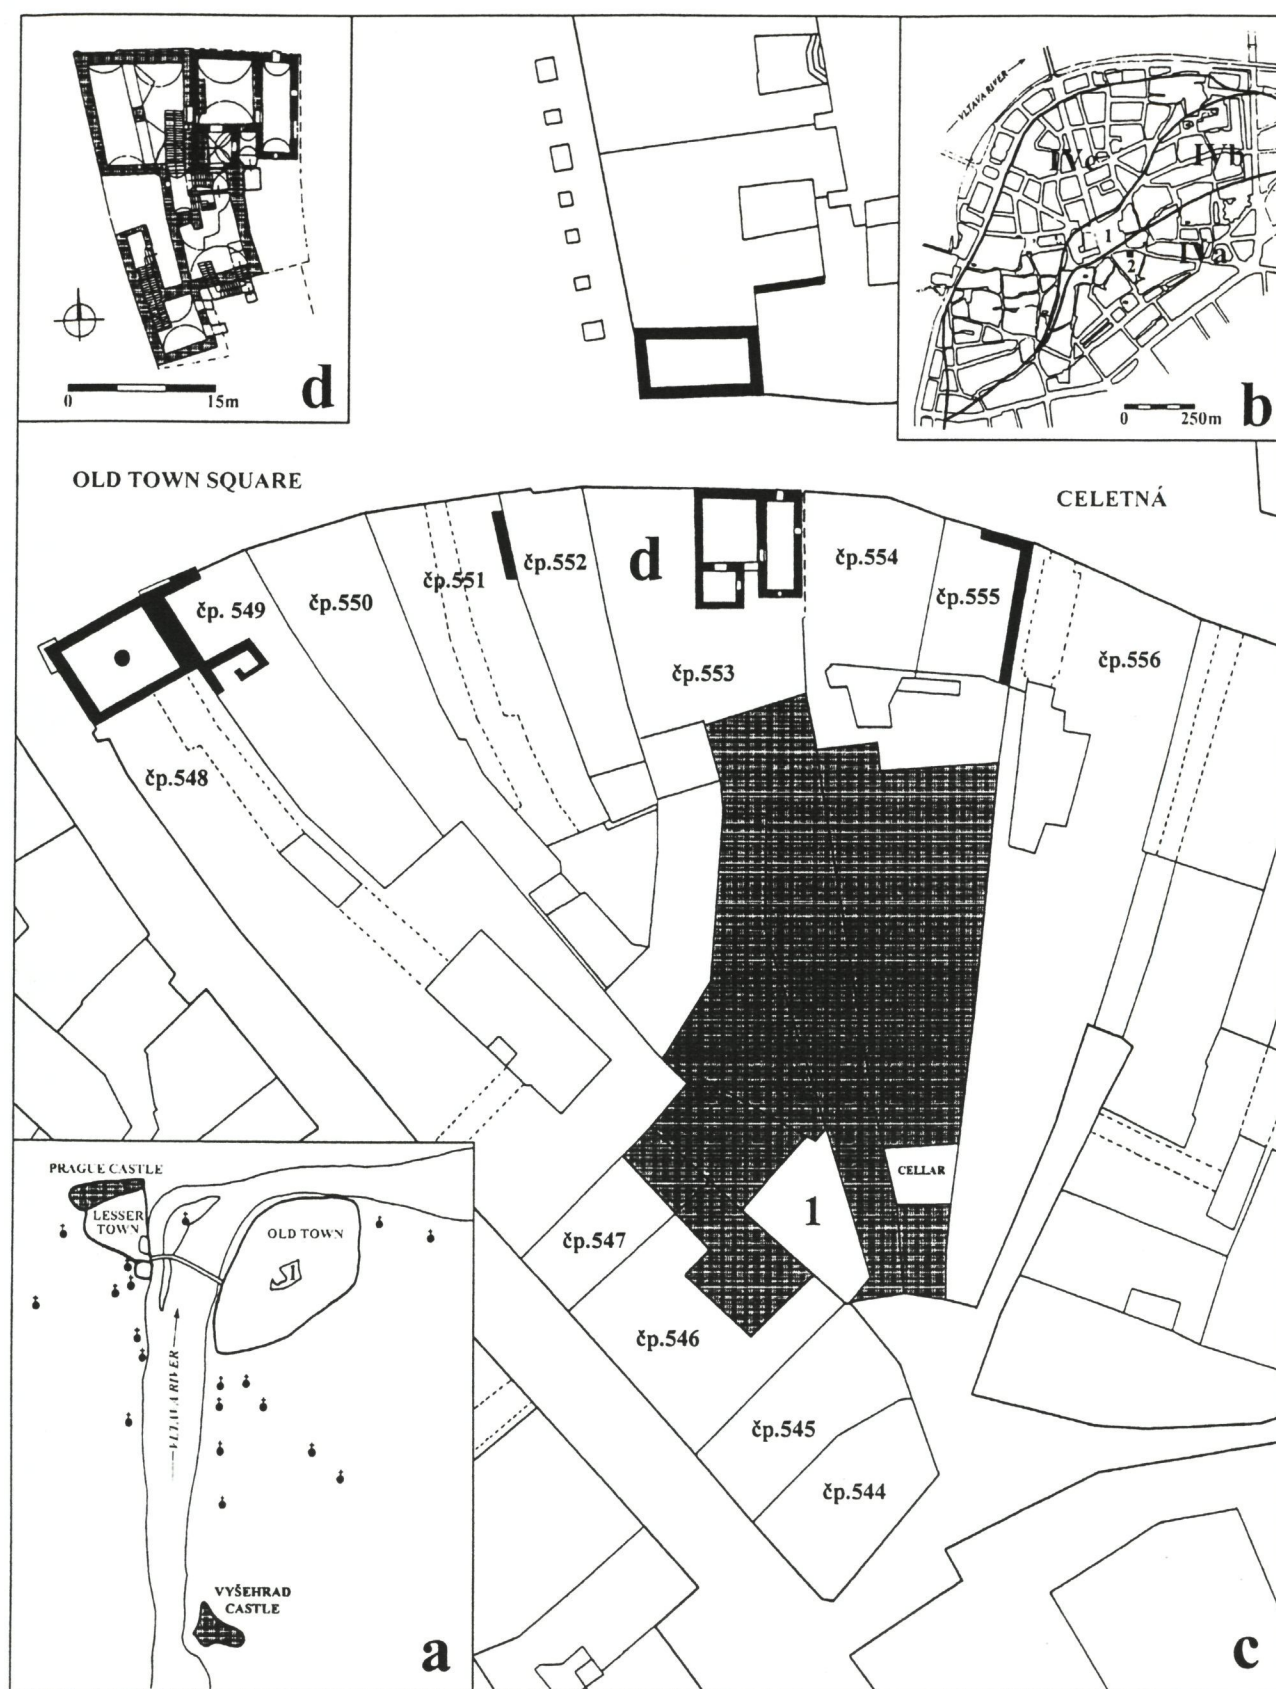 0 15m
d
VLTAVA RIVER
IVc
IVb
1
IVa
2
0 250m
b
OLD TOWN SQUARE
CELETNÁ
čp. 549
čp.550
čp.551
čp.552
d
čp.554
čp.555
čp.553
čp.556
čp.548
CELLAR
1
čp.547
čp.546
čp.545
čp.544
c
PRAGUE CASTLE
LESSER
TOWN
OLD TOWN
1
VLTAVA RIVER
VYŠEHRAD
CASTLE
a